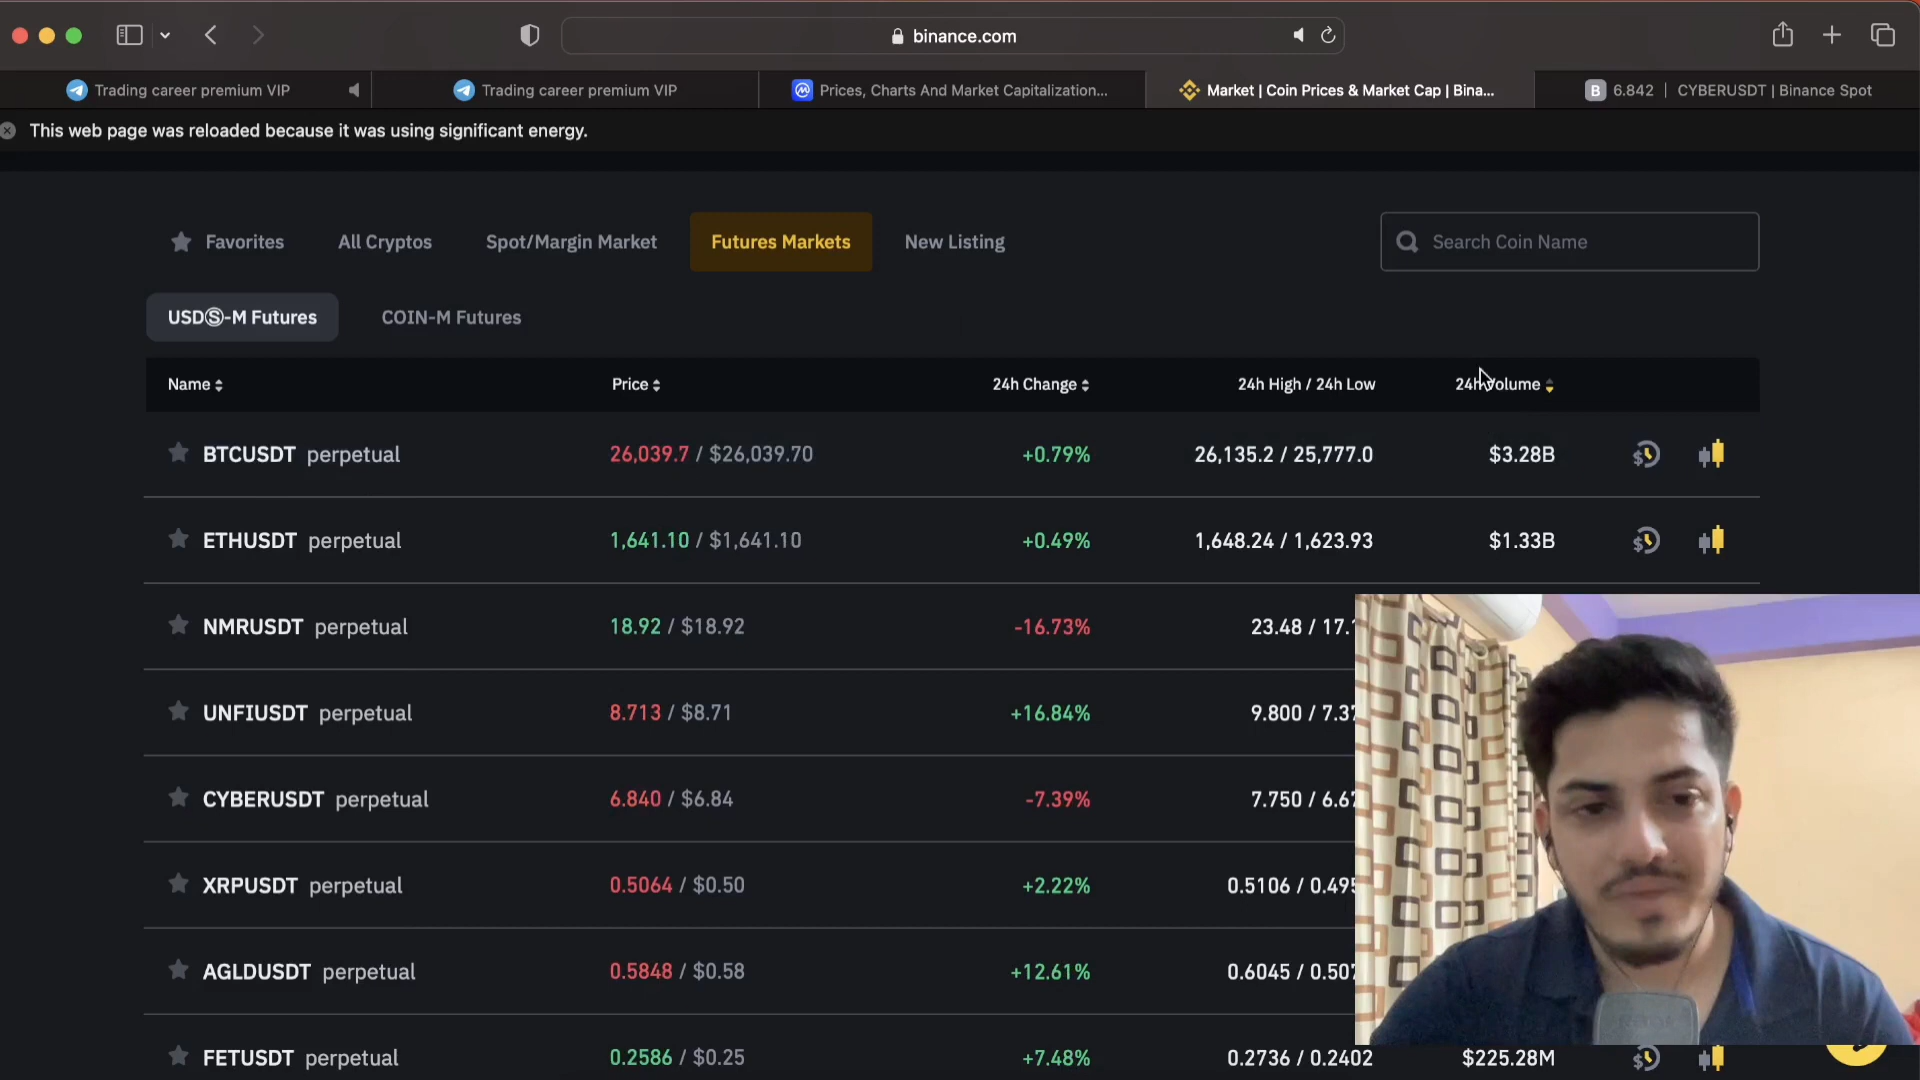 binance.com
Trading career premium VIP
Trading career premium VIP
Prices, Charts And Market Capitalization...
Market | Coin Prices & Market Cap | Bina...
B 6.842 | CYBERUSDT | Binance Spot
This web page was reloaded because it was using significant energy.
Favorites All Cryptos Spot/Margin Market Futures Markets New Listing Search Coin Name
USDⓈ-M Futures COIN-M Futures
Name Price 24h Change 24h High / 24h Low 24h Volume
BTCUSDT perpetual 26,039.7 / $26,039.70 +0.79% 26,135.2 / 25,777.0 $3.28B
ETHUSDT perpetual 1,641.10 / $1,641.10 +0.49% 1,648.24 / 1,623.93 $1.33B
NMRUSDT perpetual 18.92 / $18.92 -16.73% 23.48 / 17.
UNFIUSDT perpetual 8.713 / $8.71 +16.84% 9.800 / 7.37
CYBERUSDT perpetual 6.840 / $6.84 -7.39% 7.750 / 6.67
XRPUSDT perpetual 0.5064 / $0.50 +2.22% 0.5106 / 0.495
AGLDUSDT perpetual 0.5848 / $0.58 +12.61% 0.6045 / 0.507
FETUSDT perpetual 0.2586 / $0.25 +7.48% 0.2736 / 0.2402 $225.28M